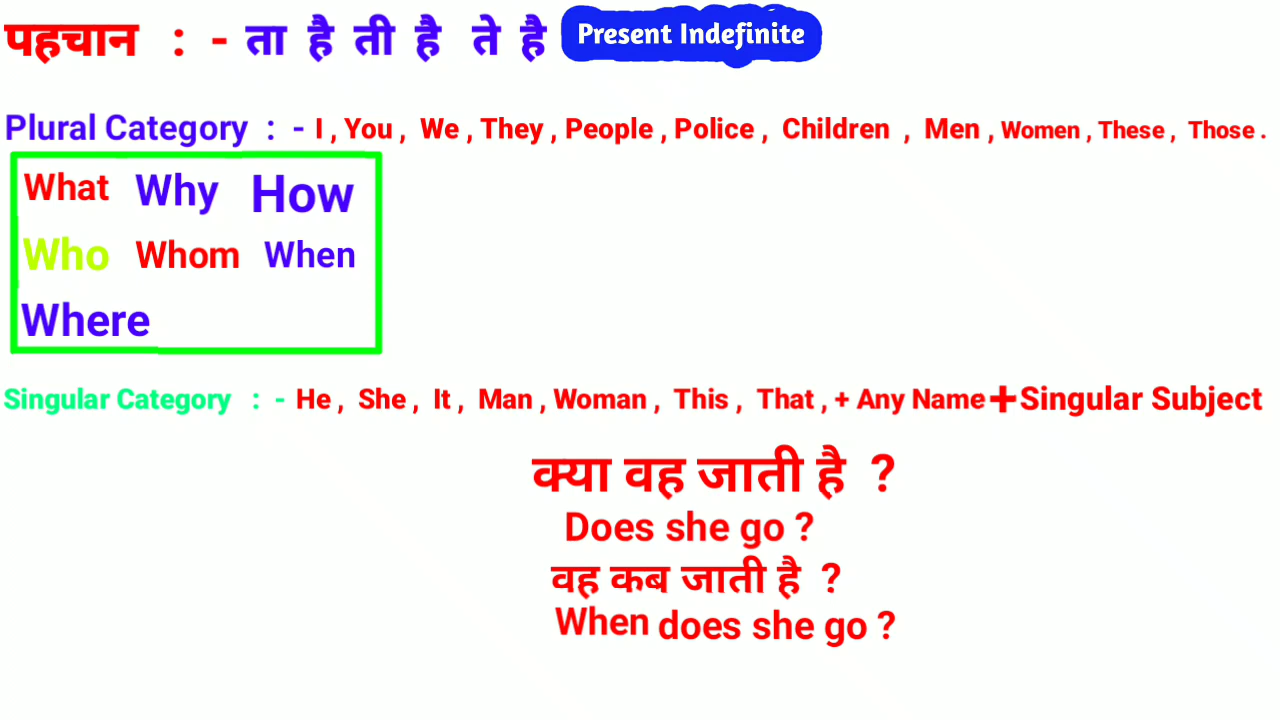 पहचान : - ता है ती है ते है Present Indefinite
Plural Category : - I , You , We , They , People , Police , Children , Men , Women , These , Those .
What Why How
Who Whom When
Where
Singular Category : - He , She , It , Man , Woman , This , That , + Any Name + Singular Subject
क्या वह जाती है ?
Does she go ?
वह कब जाती है ?
When does she go ?